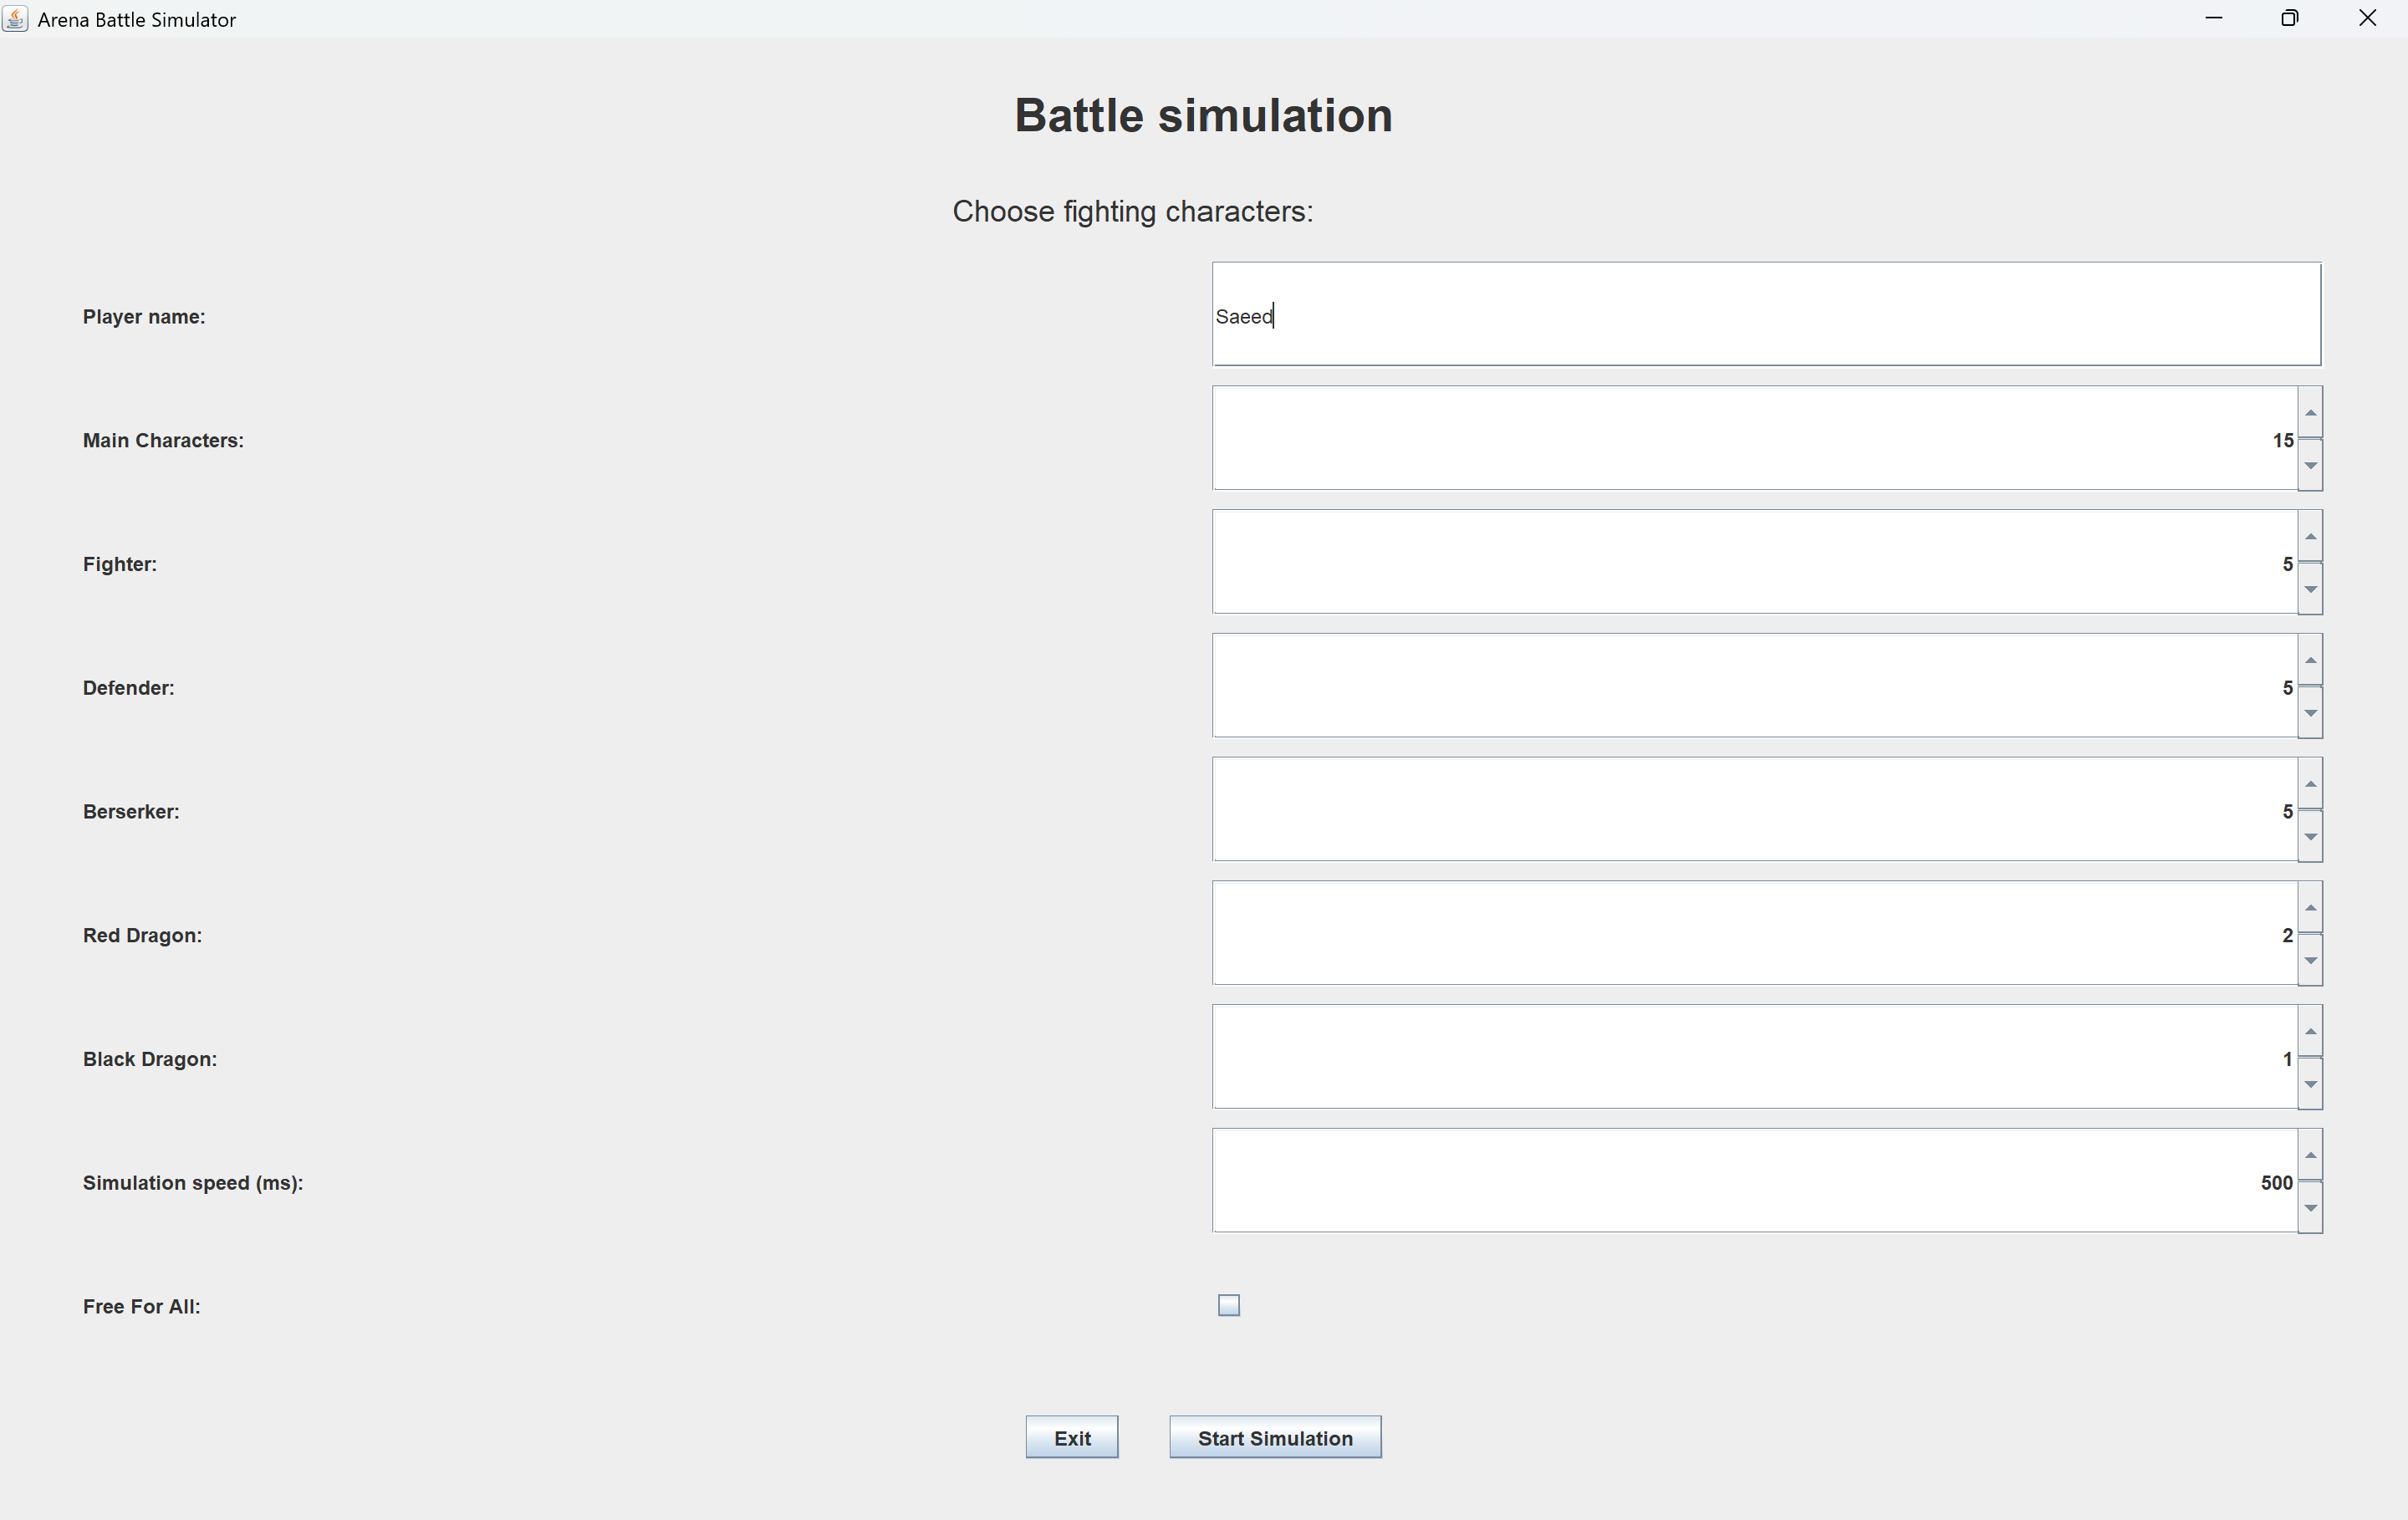 Arena Battle Simulator
Battle simulation
Choose fighting characters:
Player name: Saeed
Main Characters: 15
Fighter: 5
Defender: 5
Berserker: 5
Red Dragon: 2
Black Dragon: 1
Simulation speed (ms): 500
Free For All:
Exit Start Simulation